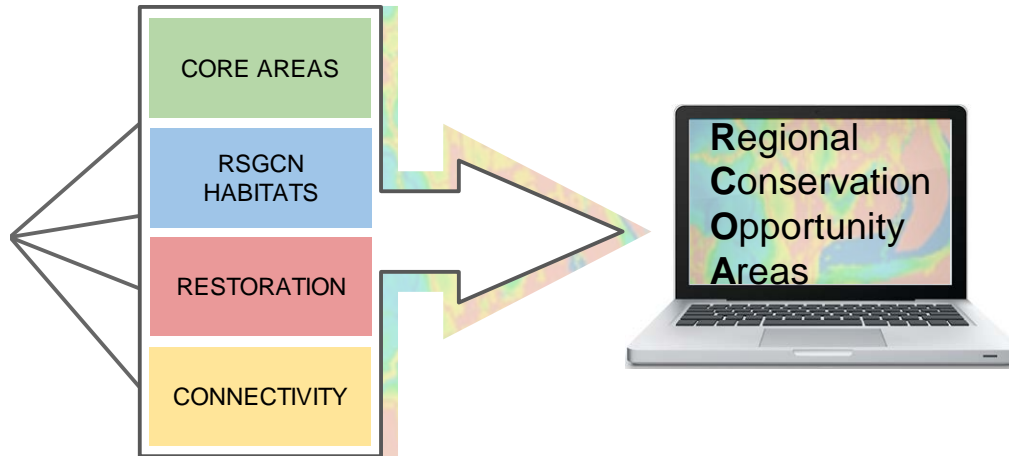 CORE AREAS
RSGCN
HABITATS
RESTORATION
CONNECTIVITY
Regional
Conservation
Opportunity
Areas